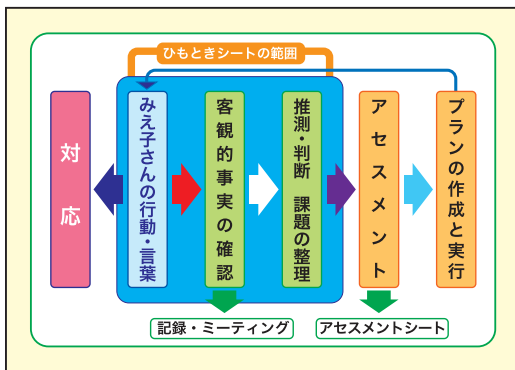 ひもときシートの範囲
対応
みえ子さんの行動・言葉
客観的事実の確認
推測・判断　課題の整理
アセスメント
プランの作成と実行
記録・ミーティング
アセスメントシート